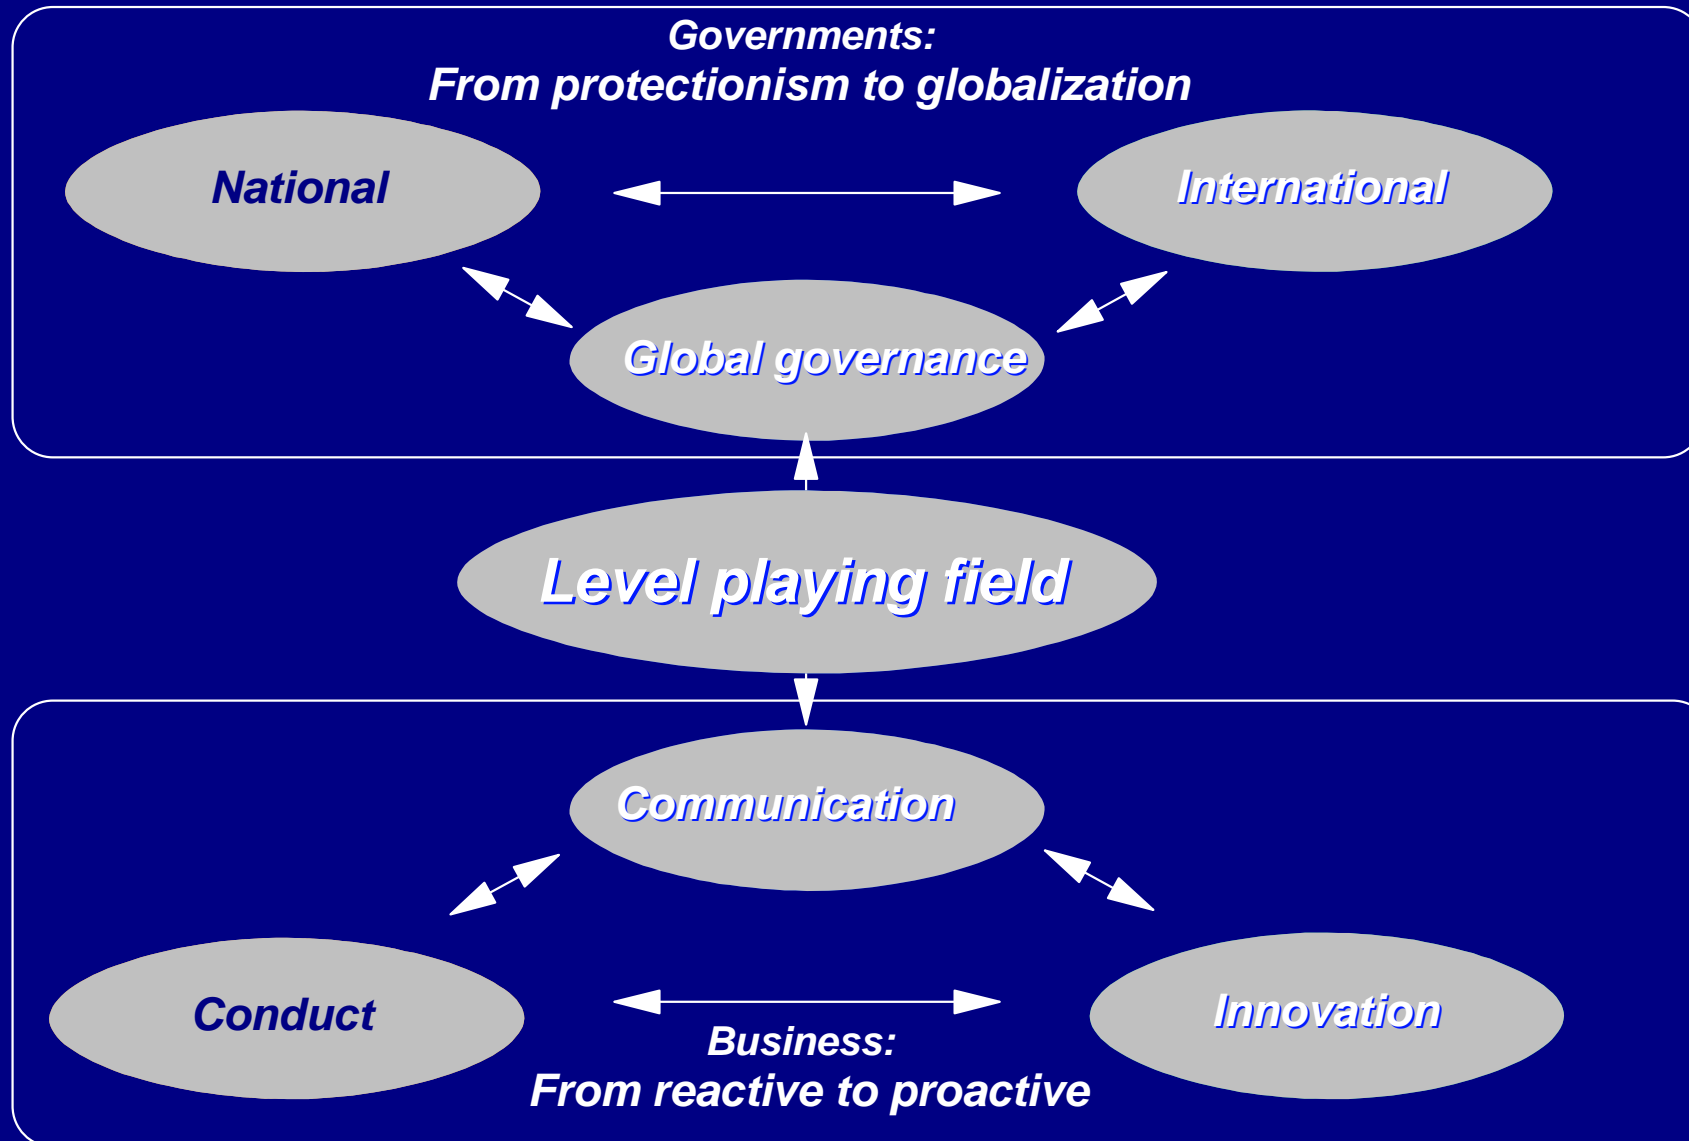 Governments:
From protectionism to globalization
National
International
Global governance
Level playing field
Communication
Conduct
Innovation
Business:
From reactive to proactive